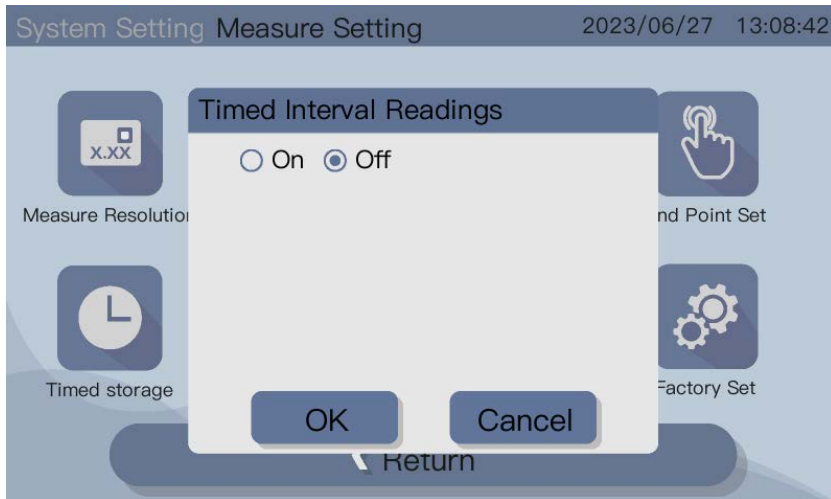 System Setting Measure Setting 2023/06/27 13:08:42
Timed Interval Readings
On Off
x.xx
Measure Resolutio
nd Point Set
Timed storage
Factory Set
OK Cancel
Return